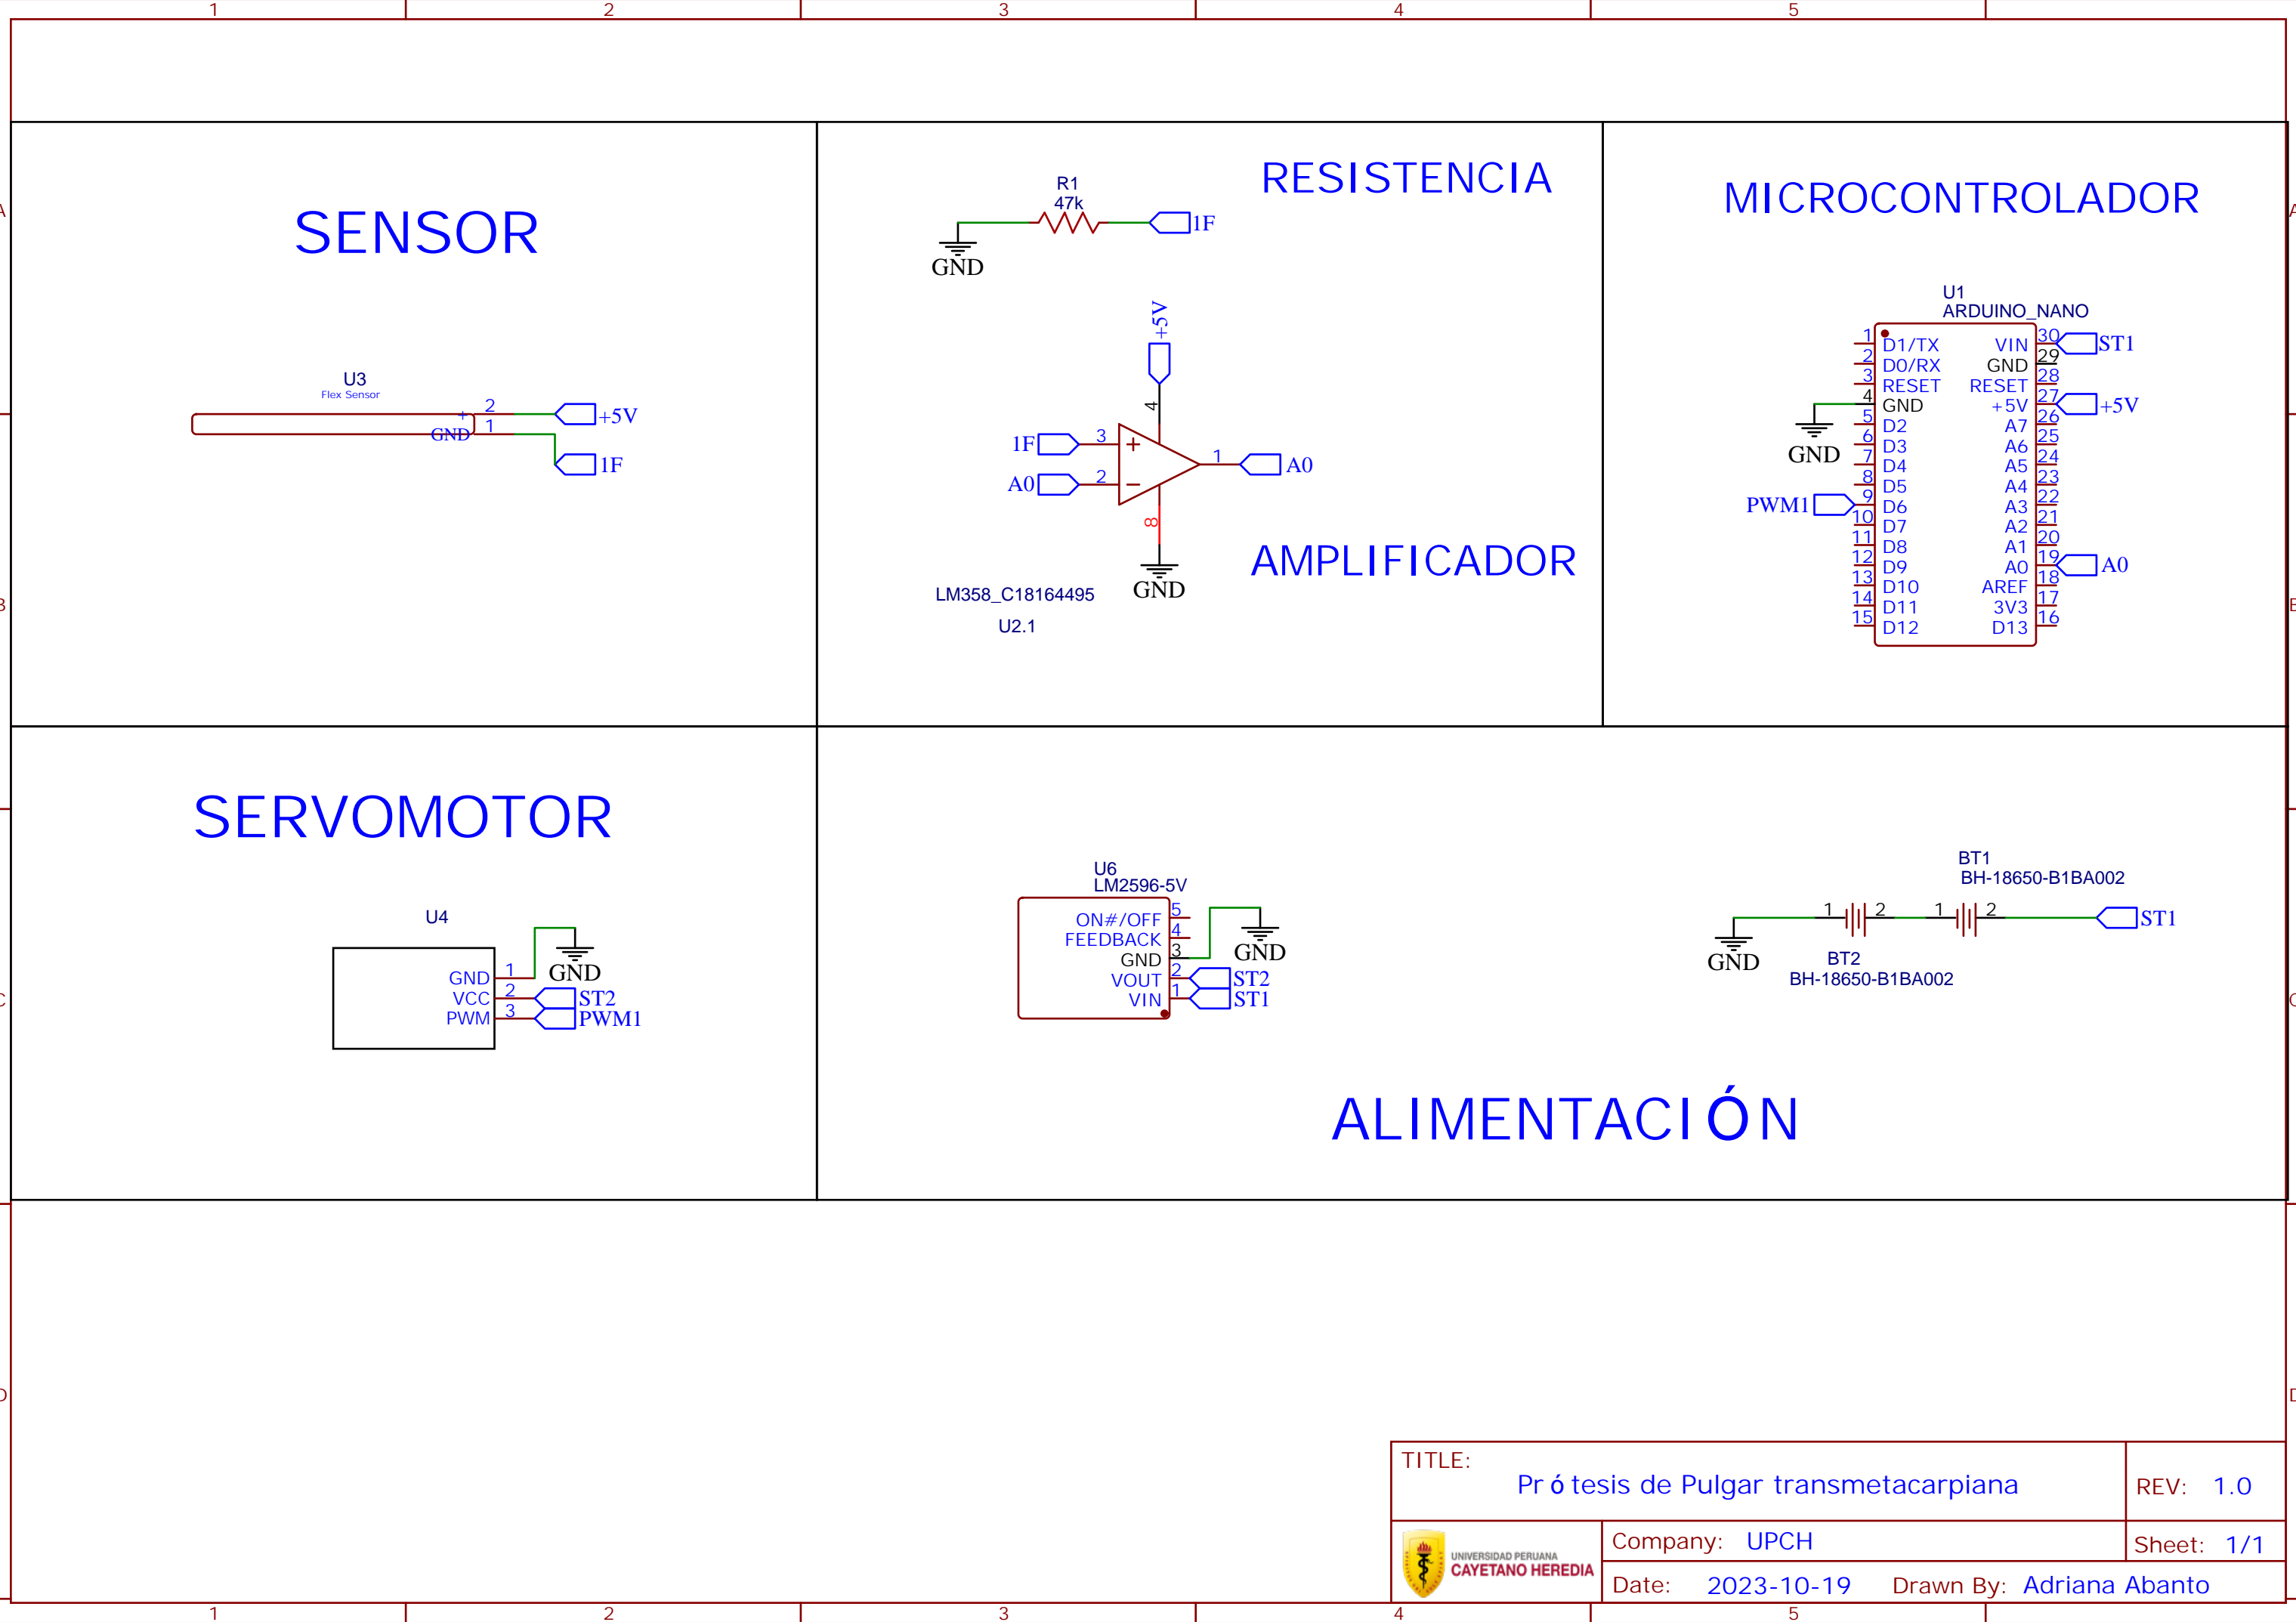 1 2 3 4 5
A A
B B
C C
D D
SENSOR
U3
Flex Sensor
+ 2 +5V
GND 1
1F
RESISTENCIA
R1
47k
1F
GND
+5V
4
1F 3 +
A0 2 −
1 A0
8
GND
AMPLIFICADOR
LM358_C18164495
U2.1
MICROCONTROLADOR
U1
ARDUINO_NANO
1 D1/TX VIN 30 ST1
2 D0/RX GND 29
3 RESET RESET 28
4 GND +5V 27 +5V
5 D2 A7 26
GND
6 D3 A6 25
7 D4 A5 24
8 D5 A4 23
PWM1 9 D6 A3 22
10 D7 A2 21
11 D8 A1 20
12 D9 A0 19 A0
13 D10 AREF 18
14 D11 3V3 17
15 D12 D13 16
SERVOMOTOR
U4
GND 1
GND
VCC 2 ST2
PWM 3 PWM1
U6
LM2596-5V
ON#/OFF 5
FEEDBACK 4
GND 3
GND
VOUT 2 ST2
VIN 1 ST1
BT1
BH-18650-B1BA002
1 2 1 2 ST1
GND
BT2
BH-18650-B1BA002
ALIMENTACIÓN
TITLE:
Prótesis de Pulgar transmetacarpiana
REV: 1.0
UNIVERSIDAD PERUANA
CAYETANO HEREDIA
Company: UPCH
Sheet: 1/1
Date: 2023-10-19 Drawn By: Adriana Abanto
1 2 3 4 5